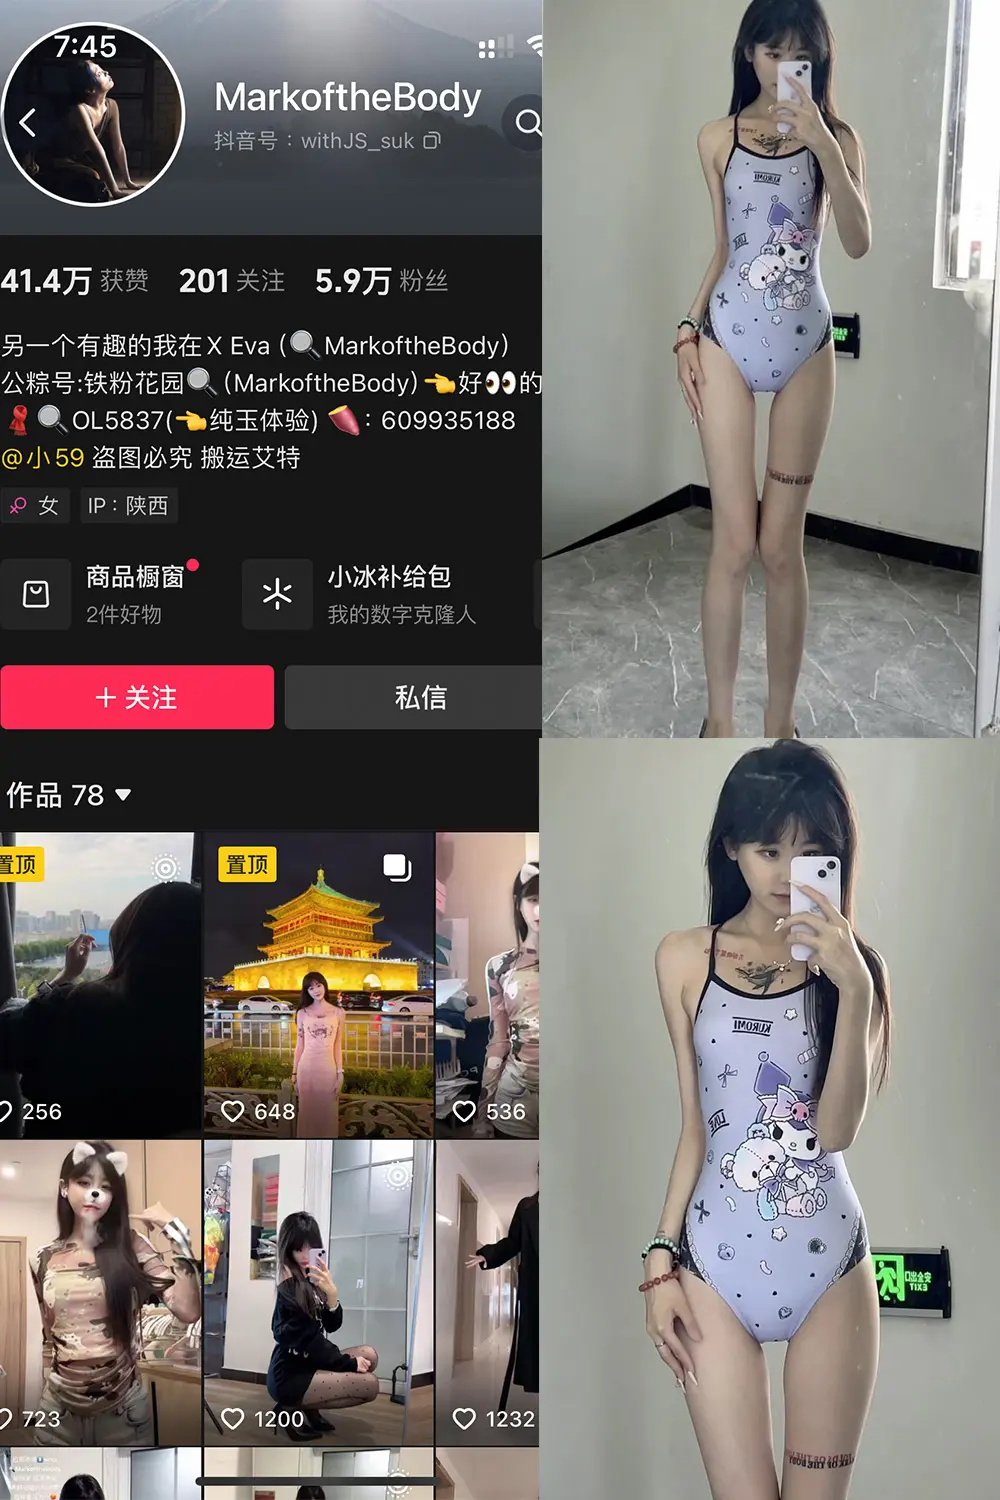 7:45
MarkoftheBody
抖音号：withJS_suk
41.4万 获赞 201 关注 5.9万 粉丝
另一个有趣的我在X Eva (🔍MarkoftheBody)
公粽号:铁粉花园🔍(MarkoftheBody)👈好👀的
🧣🔍OL5837(👈纯玉体验) 🍠: 609935188
@小59 盗图必究 搬运艾特
女 IP：陕西
商品橱窗
2件好物
小冰补给包
我的数字克隆人
+ 关注
私信
作品 78
置顶
置顶
256
648
536
723
1200
1232
KUROMI
LIVE
KUROMI
LIVE
安全出口
EXIT